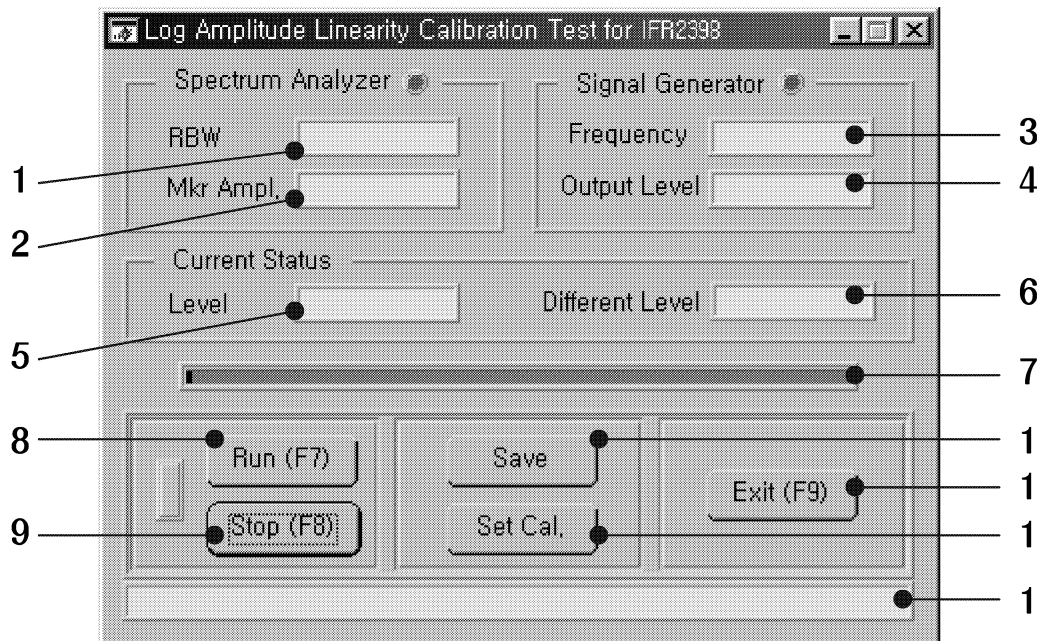 Log Amplitude Linearity Calibration Test for IFR2398
Spectrum Analyzer
Signal Generator
RBW
Frequency
3
1
Mkr Ampl.
Output Level
4
2
Current Status
Level
Different Level
6
5
7
8
Run (F7)
Save
1
Exit (F9)
1
9
Stop (F8)
Set Cal.
1
1